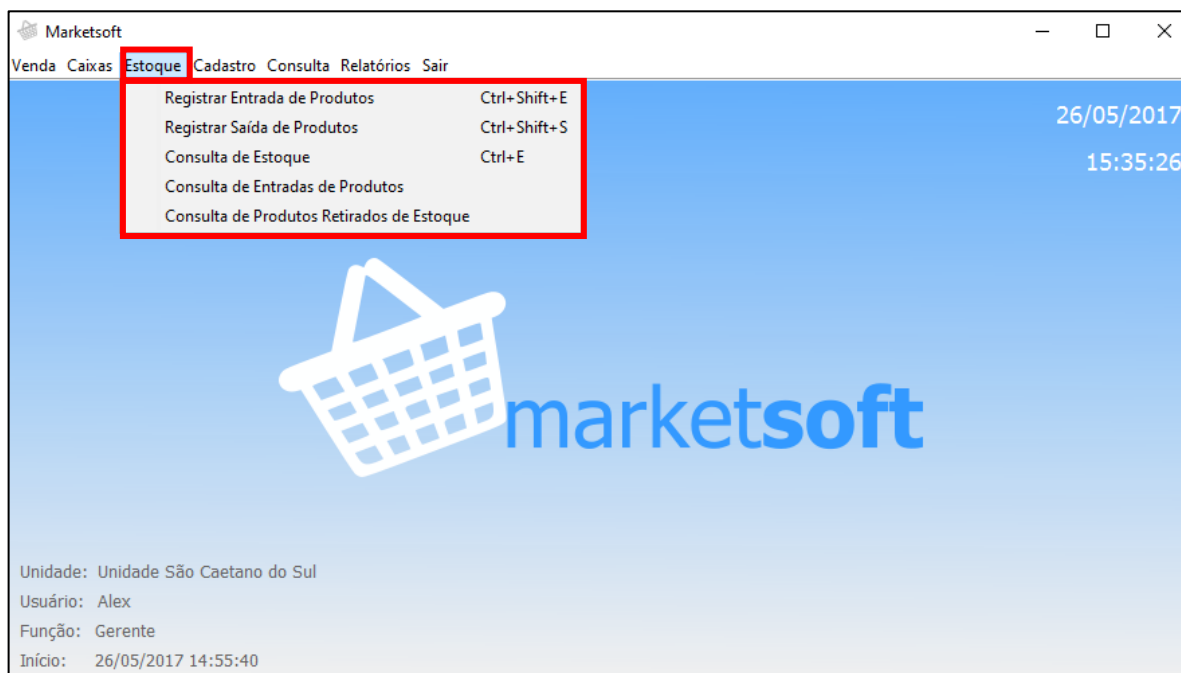 Marketsoft
Venda Caixas Estoque Cadastro Consulta Relatórios Sair
Registrar Entrada de Produtos Ctrl+Shift+E
Registrar Saída de Produtos Ctrl+Shift+S
Consulta de Estoque Ctrl+E
Consulta de Entradas de Produtos
Consulta de Produtos Retirados de Estoque
26/05/2017
15:35:26
marketsoft
Unidade: Unidade São Caetano do Sul
Usuário: Alex
Função: Gerente
Início: 26/05/2017 14:55:40